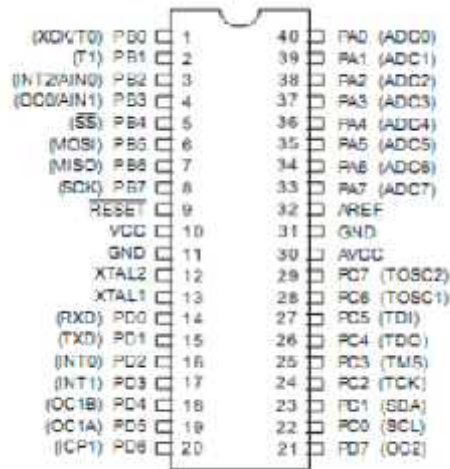 (XCK/T0) PB0 1 40 PA0 (ADC0)
(T1) PB1 2 39 PA1 (ADC1)
(INT2/AIN0) PB2 3 38 PA2 (ADC2)
(OC0/AIN1) PB3 4 37 PA3 (ADC3)
(SS) PB4 5 36 PA4 (ADC4)
(MOSI) PB5 6 35 PA5 (ADC5)
(MISO) PB6 7 34 PA6 (ADC6)
(SCK) PB7 8 33 PA7 (ADC7)
RESET 9 32 AREF
VCC 10 31 GND
GND 11 30 AVCC
XTAL2 12 29 PC7 (TOSC2)
XTAL1 13 28 PC6 (TOSC1)
(RXD) PD0 14 27 PC5 (TDI)
(TXD) PD1 15 26 PC4 (TDO)
(INT0) PD2 16 25 PC3 (TMS)
(INT1) PD3 17 24 PC2 (TCK)
(OC1B) PD4 18 23 PC1 (SDA)
(OC1A) PD5 19 22 PC0 (SCL)
(ICP1) PD6 20 21 PD7 (OC2)